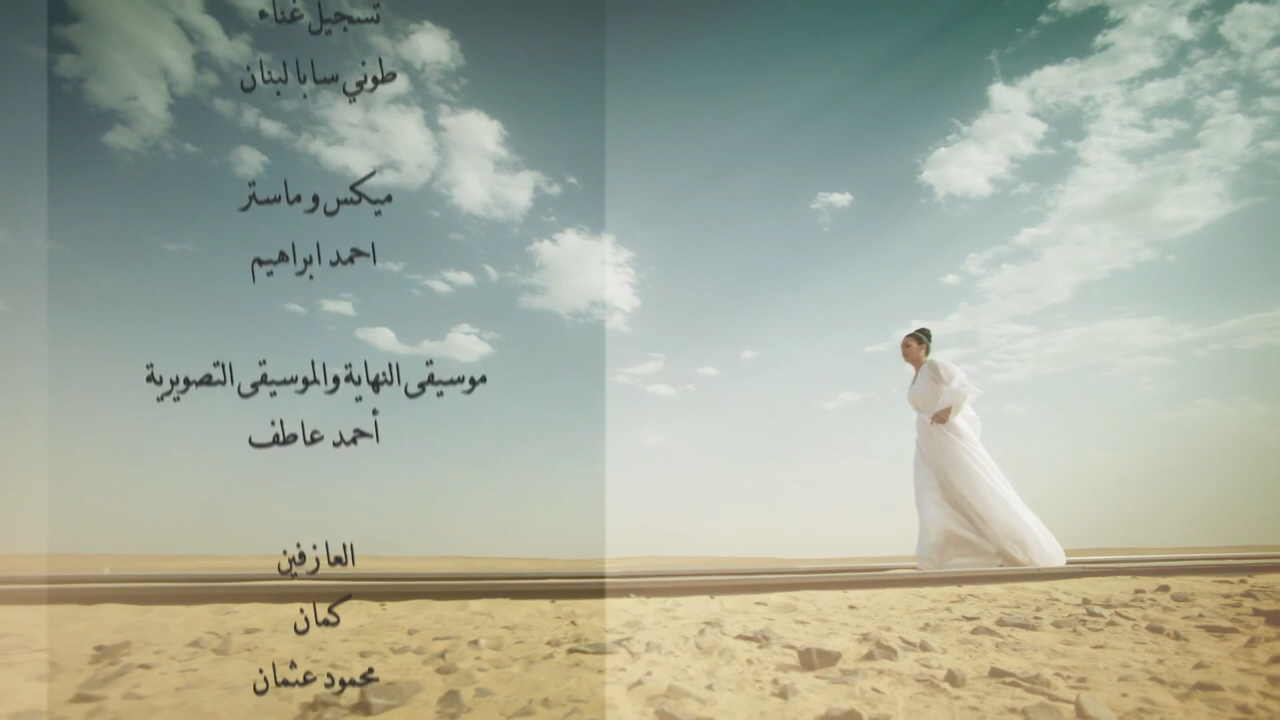 تسجيل غناء
طوني سابا لبنان
ميكس و ماستر
احمد ابراهيم
موسيقى النهاية والموسيقى التصويرية
أحمد عاطف
العازفين
كمان
محمود عثمان